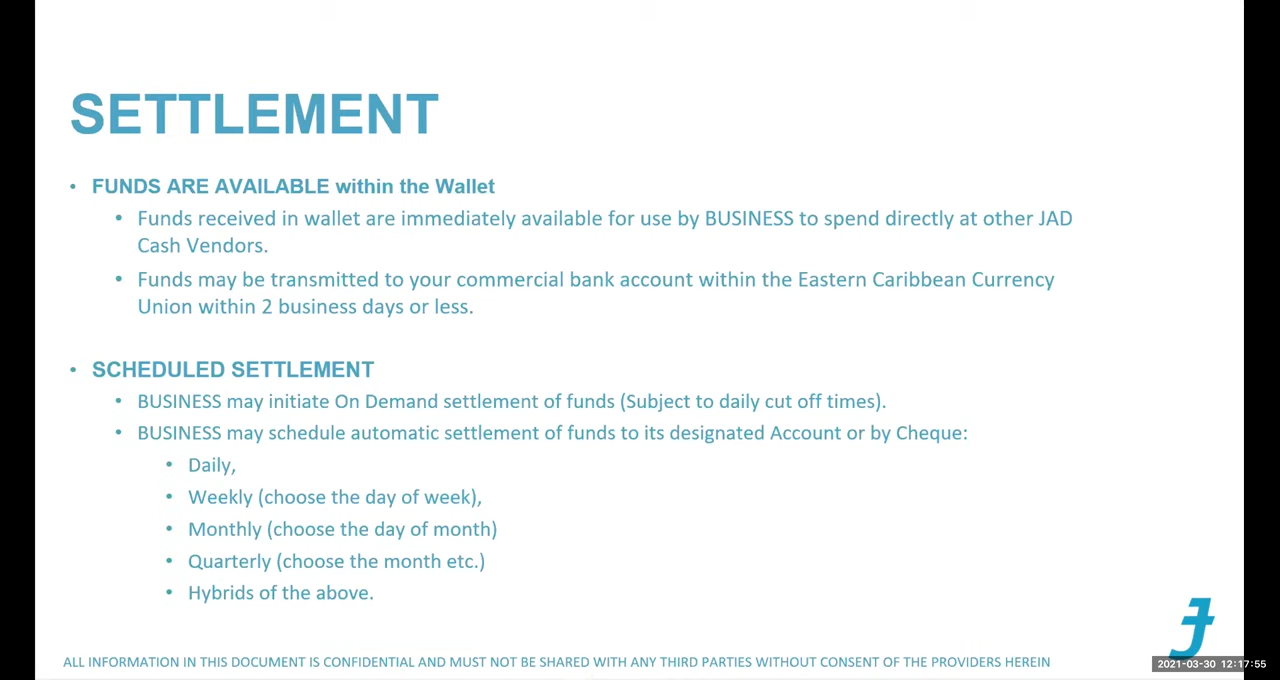 SETTLEMENT
• FUNDS ARE AVAILABLE within the Wallet
• Funds received in wallet are immediately available for use by BUSINESS to spend directly at other JAD
Cash Vendors.
• Funds may be transmitted to your commercial bank account within the Eastern Caribbean Currency
Union within 2 business days or less.
• SCHEDULED SETTLEMENT
• BUSINESS may initiate On Demand settlement of funds (Subject to daily cut off times).
• BUSINESS may schedule automatic settlement of funds to its designated Account or by Cheque:
• Daily,
• Weekly (choose the day of week),
• Monthly (choose the day of month)
• Quarterly (choose the month etc.)
• Hybrids of the above.
ALL INFORMATION IN THIS DOCUMENT IS CONFIDENTIAL AND MUST NOT BE SHARED WITH ANY THIRD PARTIES WITHOUT CONSENT OF THE PROVIDERS HEREIN
2021-03-30 12:17:55